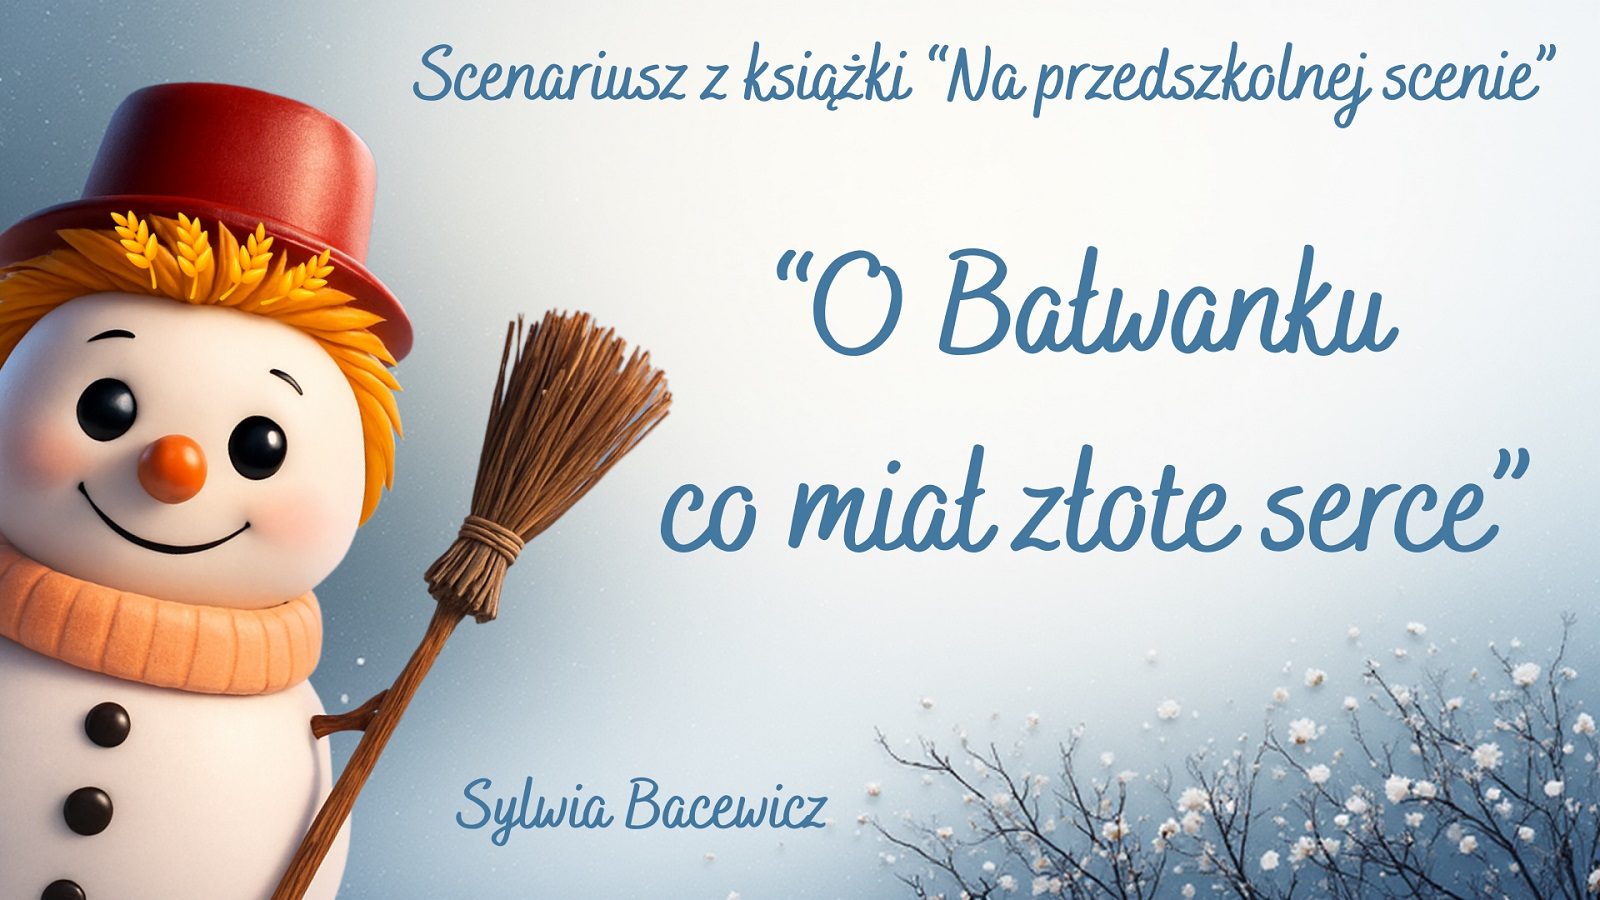 Scenariusz z książki “Na przedszkolnej scenie”
“O Bałwanku
co miał złote serce”
Sylwia Bacewicz